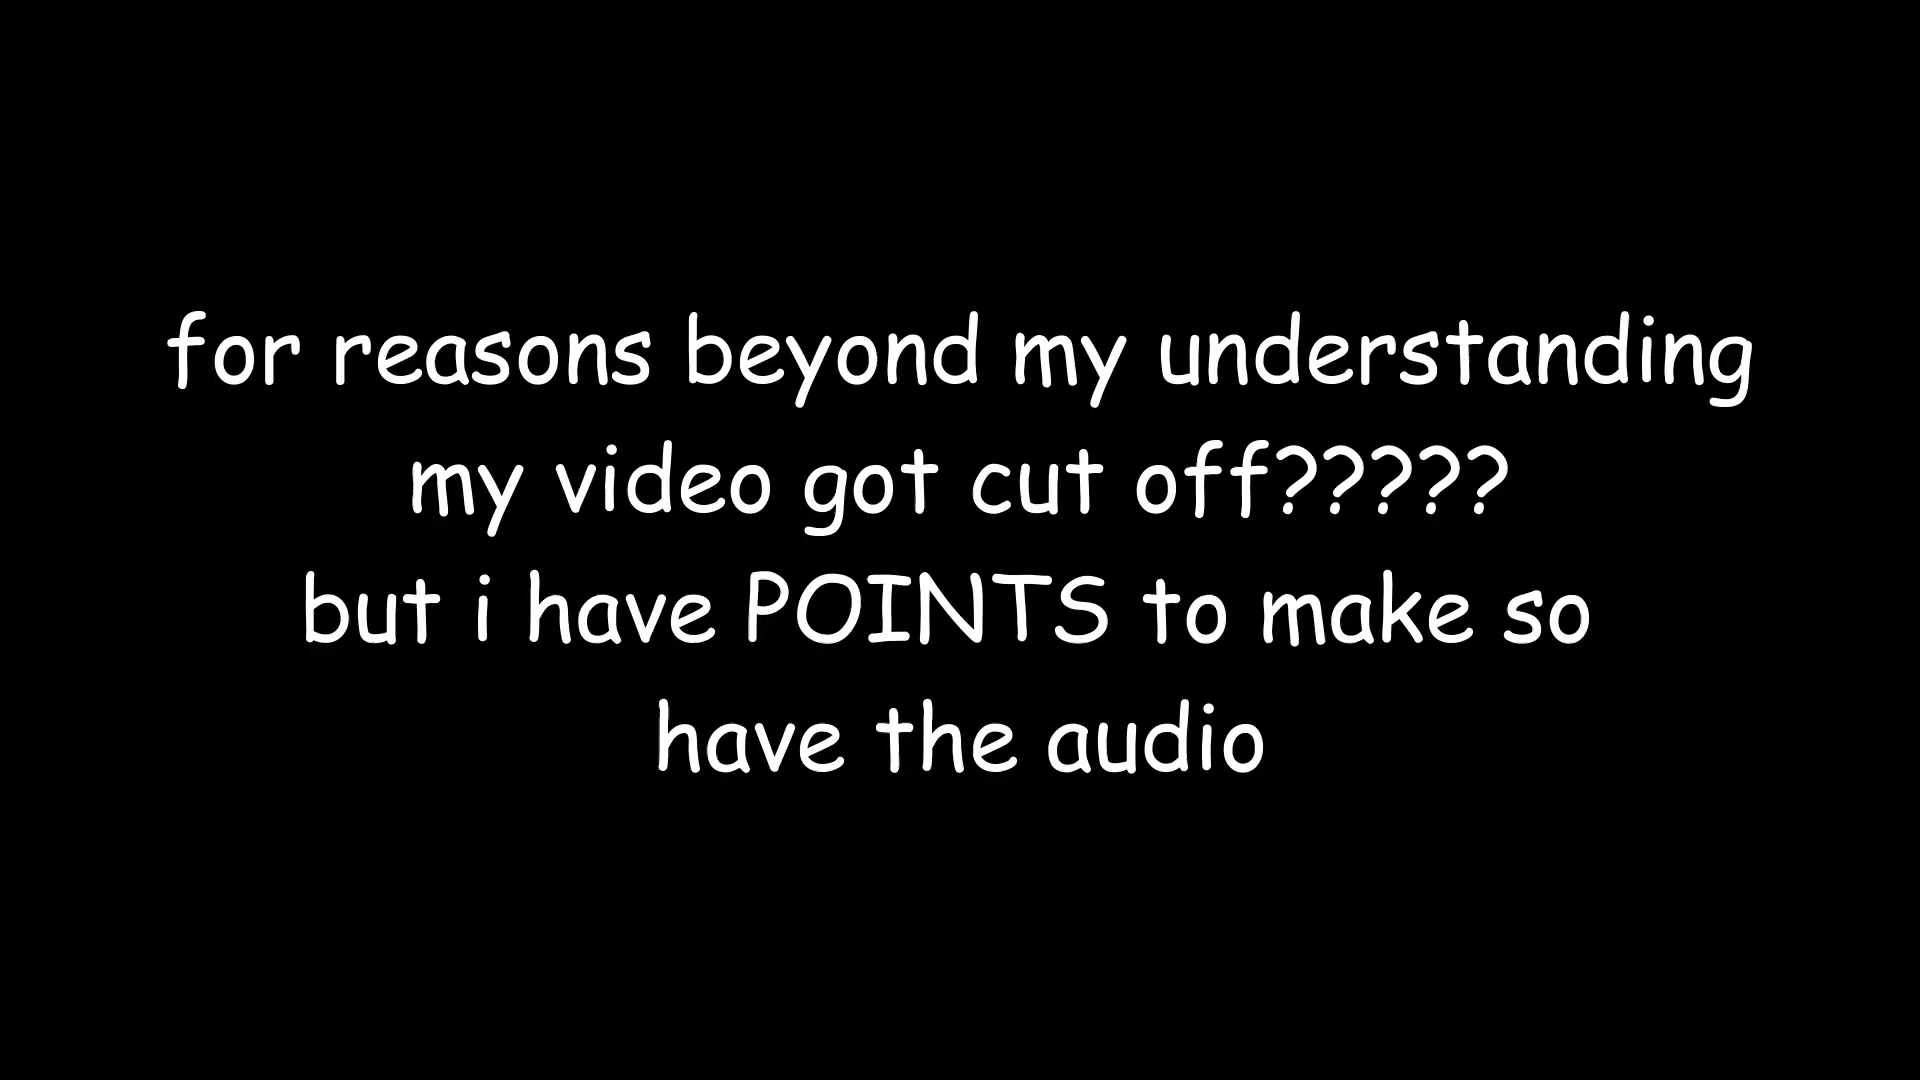 for reasons beyond my understanding
my video got cut off?????
but i have POINTS to make so
have the audio